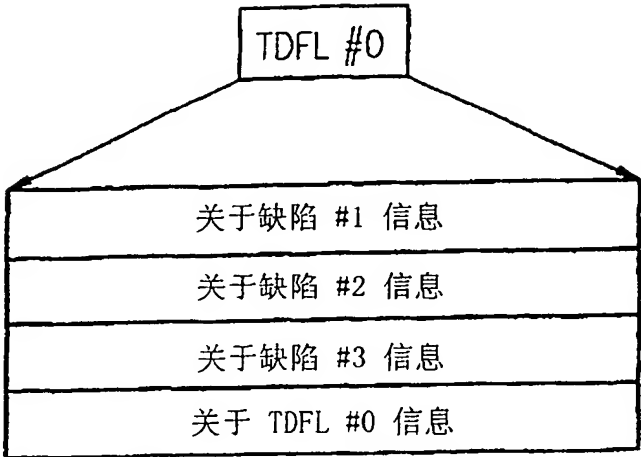 TDFL #0
关于缺陷 #1 信息
关于缺陷 #2 信息
关于缺陷 #3 信息
关于 TDFL #0 信息